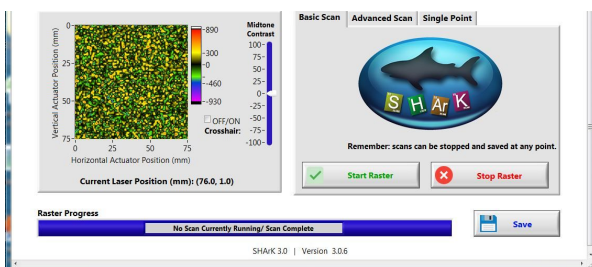 Vertical Actuator Position (mm)
0
25
50
75
0 25 50 75
Horizontal Actuator Position (mm)
890
300
0
-460
-930
Midtone
Contrast
100
75
50
25
0
-25
-50
-75
-100
OFF/ON
Crosshair:
Current Laser Position (mm): (76.0, 1.0)
Basic Scan Advanced Scan Single Point
SHArK
Remember: scans can be stopped and saved at any point.
Start Raster Stop Raster
Raster Progress
No Scan Currently Running/ Scan Complete
Save
SHArK 3.0 | Version 3.0.6